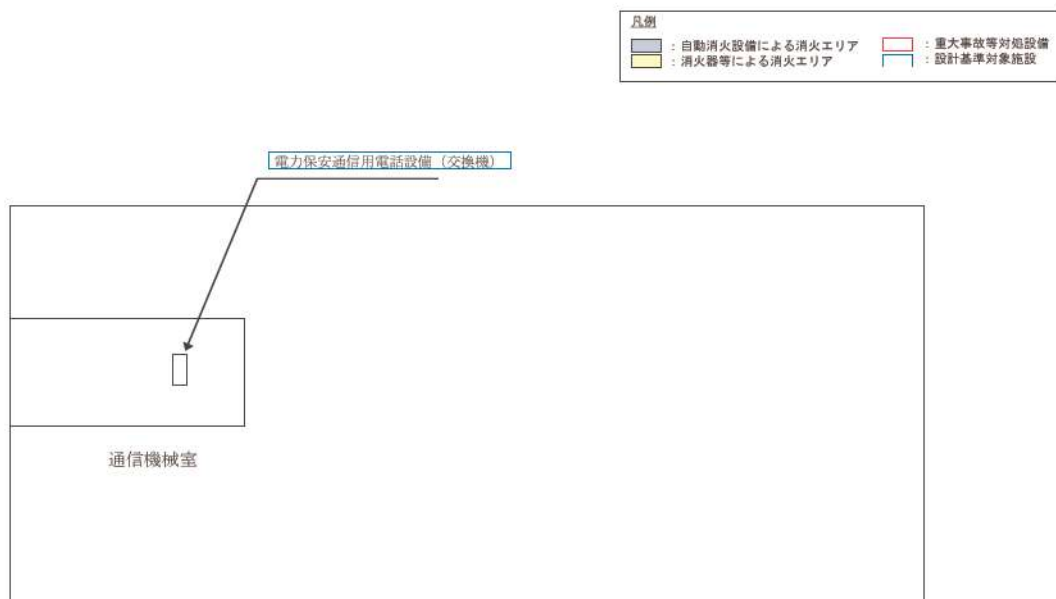 凡例
：自動消火設備による消火エリア
：重大事故等対処設備
：消火器等による消火エリア
：設計基準対象施設
電力保安通信用電話設備（交換機）
通信機械室